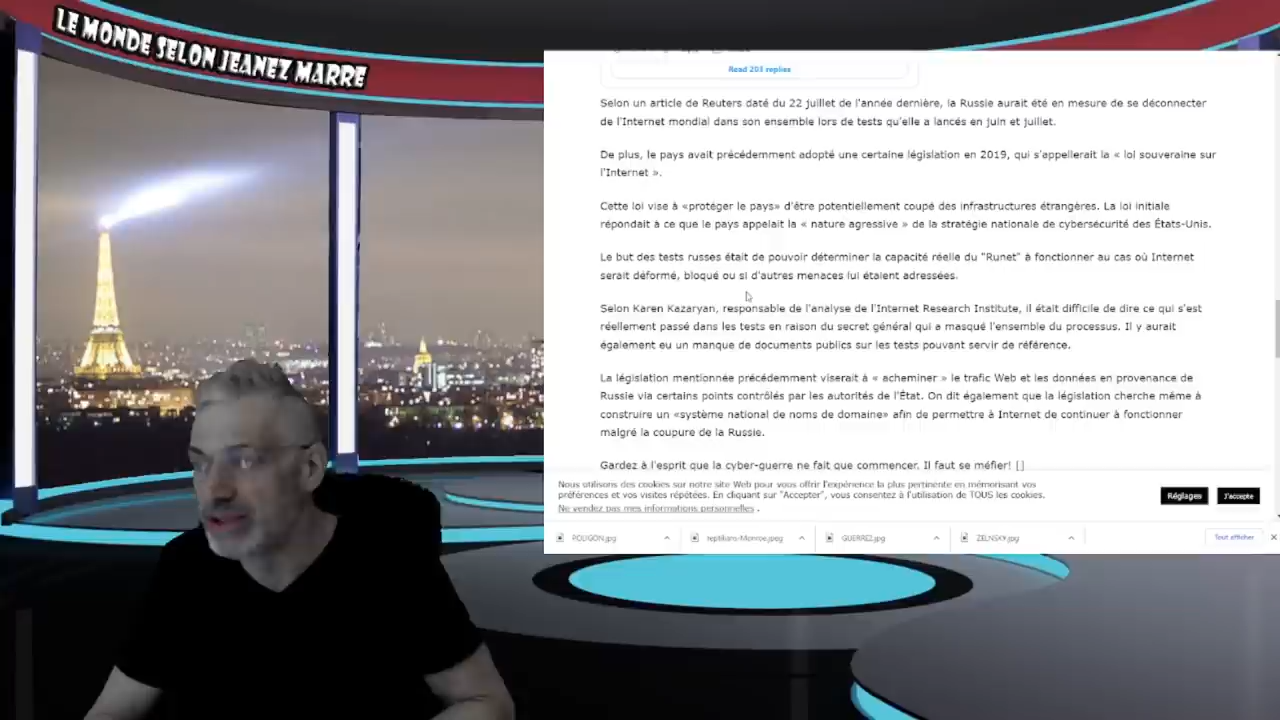 LE MONDE SELON JEANEZ MARRE
Read 203 replies
Selon un article de Reuters daté du 22 juillet de l'année dernière, la Russie aurait été en mesure de se déconnecter
de l'Internet mondial dans son ensemble lors de tests qu'elle a lancés en juin et juillet.
De plus, le pays avait précédemment adopté une certaine législation en 2019, qui s'appellerait la « loi souveraine sur
l'Internet ».
Cette loi vise à «protéger le pays» d'être potentiellement coupé des infrastructures étrangères. La loi initiale
répondait à ce que le pays appelait la « nature agressive » de la stratégie nationale de cybersécurité des États-Unis.
Le but des tests russes était de pouvoir déterminer la capacité réelle du "Runet" à fonctionner au cas où Internet
serait déformé, bloqué ou si d'autres menaces lui étaient adressées.
Selon Karen Kazaryan, responsable de l'analyse de l'Internet Research Institute, il était difficile de dire ce qui s'est
réellement passé dans les tests en raison du secret général qui a masqué l'ensemble du processus. Il y aurait
également eu un manque de documents publics sur les tests pouvant servir de référence.
La législation mentionnée précédemment viserait à « acheminer » le trafic Web et les données en provenance de
Russie via certains points contrôlés par les autorités de l'État. On dit également que la législation cherche même à
construire un «système national de noms de domaine» afin de permettre à Internet de continuer à fonctionner
malgré la coupure de la Russie.
Gardez à l'esprit que la cyber-guerre ne fait que commencer. Il faut se méfier! []
Nous utilisons des cookies sur notre site Web pour vous offrir l'expérience la plus pertinente en mémorisant vos
préférences et vos visites répétées. En cliquant sur "Accepter", vous consentez à l'utilisation de TOUS les cookies.
Ne vendez pas mes informations personnelles .
Réglages
J'accepte
POLIGON.jpg
reptilians-Monroe.jpeg
GUERRE2.jpg
ZELNSKY.jpg
Tout afficher